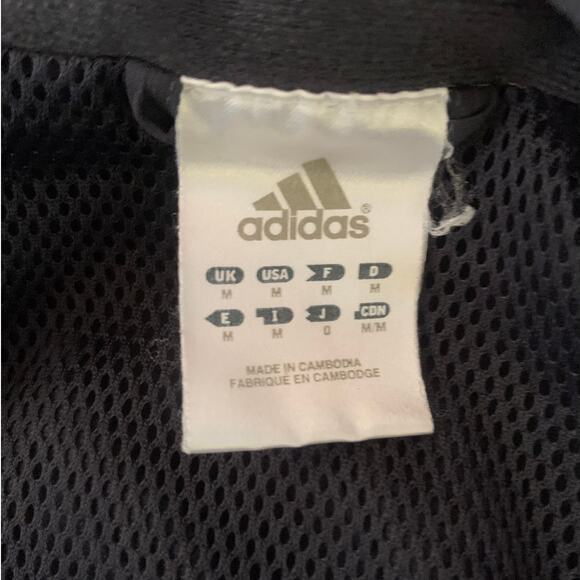 adidas®
UK USA F D
M M M M
E I J CDN
M M O M/M
MADE IN CAMBODIA
FABRIQUE EN CAMBODGE